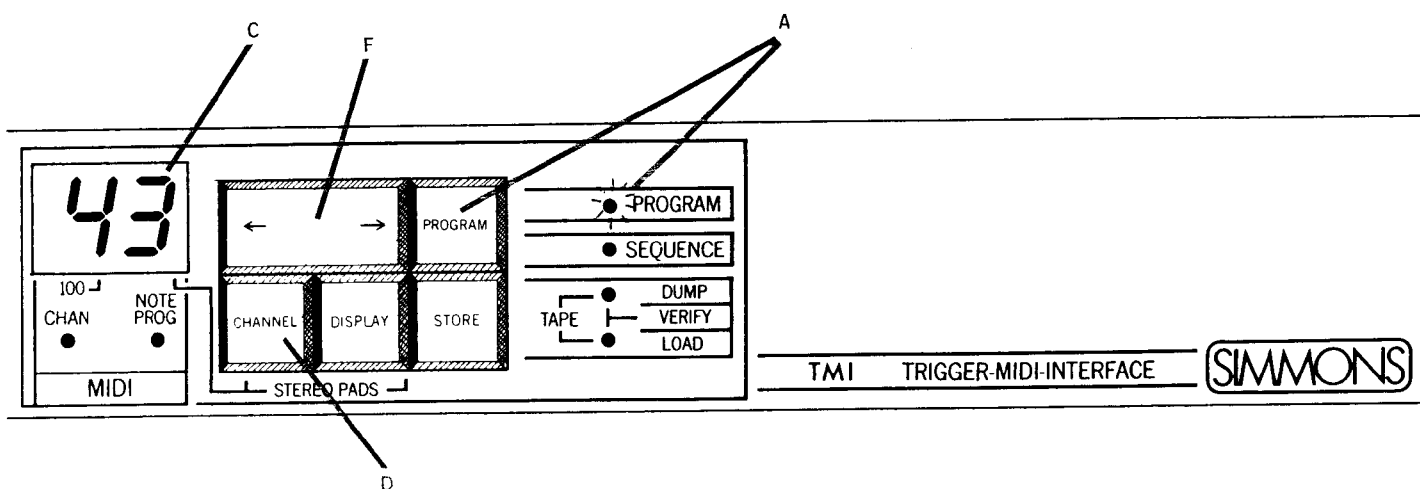 C
F
A
43
← →
PROGRAM
PROGRAM
SEQUENCE
100
CHAN
NOTE
PROG
CHANNEL
DISPLAY
STORE
TAPE
DUMP
VERIFY
LOAD
MIDI
STEREO PADS
TMI TRIGGER-MIDI-INTERFACE
SIMMONS
D